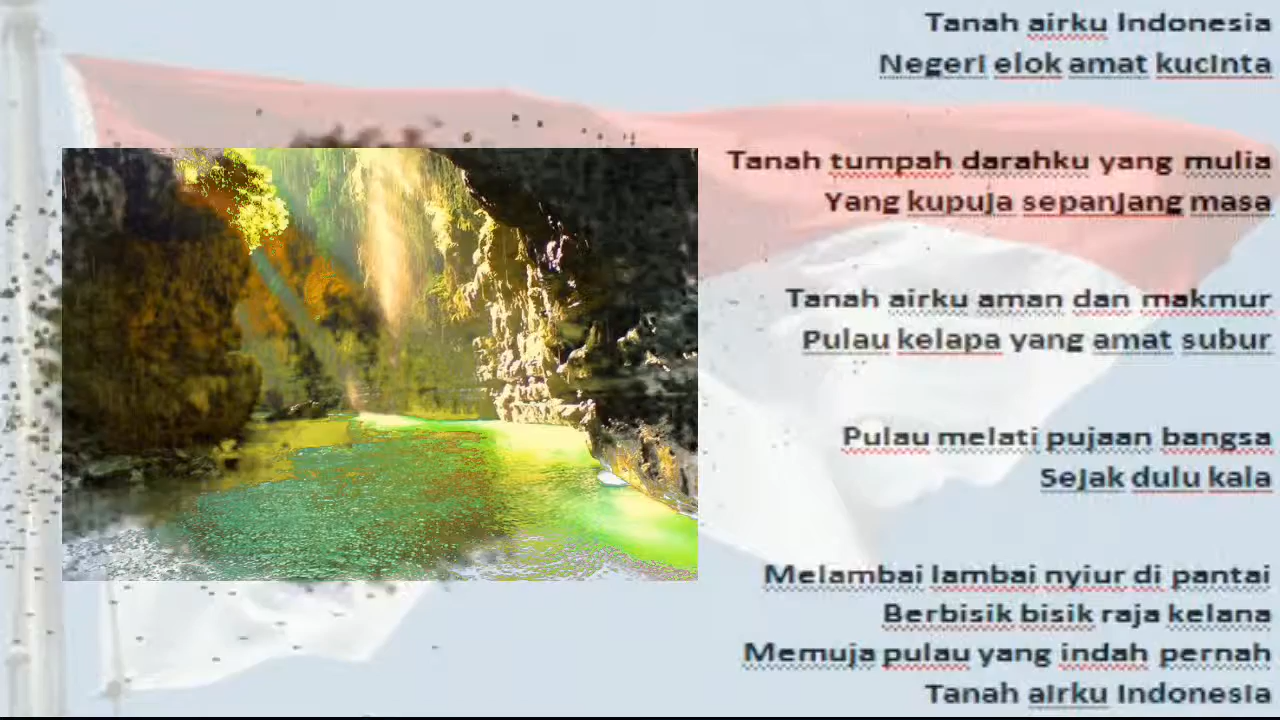 Tanah airku Indonesia
Negeri elok amat kucinta
Tanah tumpah darahku yang mulia
Yang kupuja sepanjang masa
Tanah airku aman dan makmur
Pulau kelapa yang amat subur
Pulau melati pujaan bangsa
Sejak dulu kala
Melambai lambai nyiur di pantai
Berbisik bisik raja kelana
Memuja pulau yang indah pernah
Tanah airku Indonesia